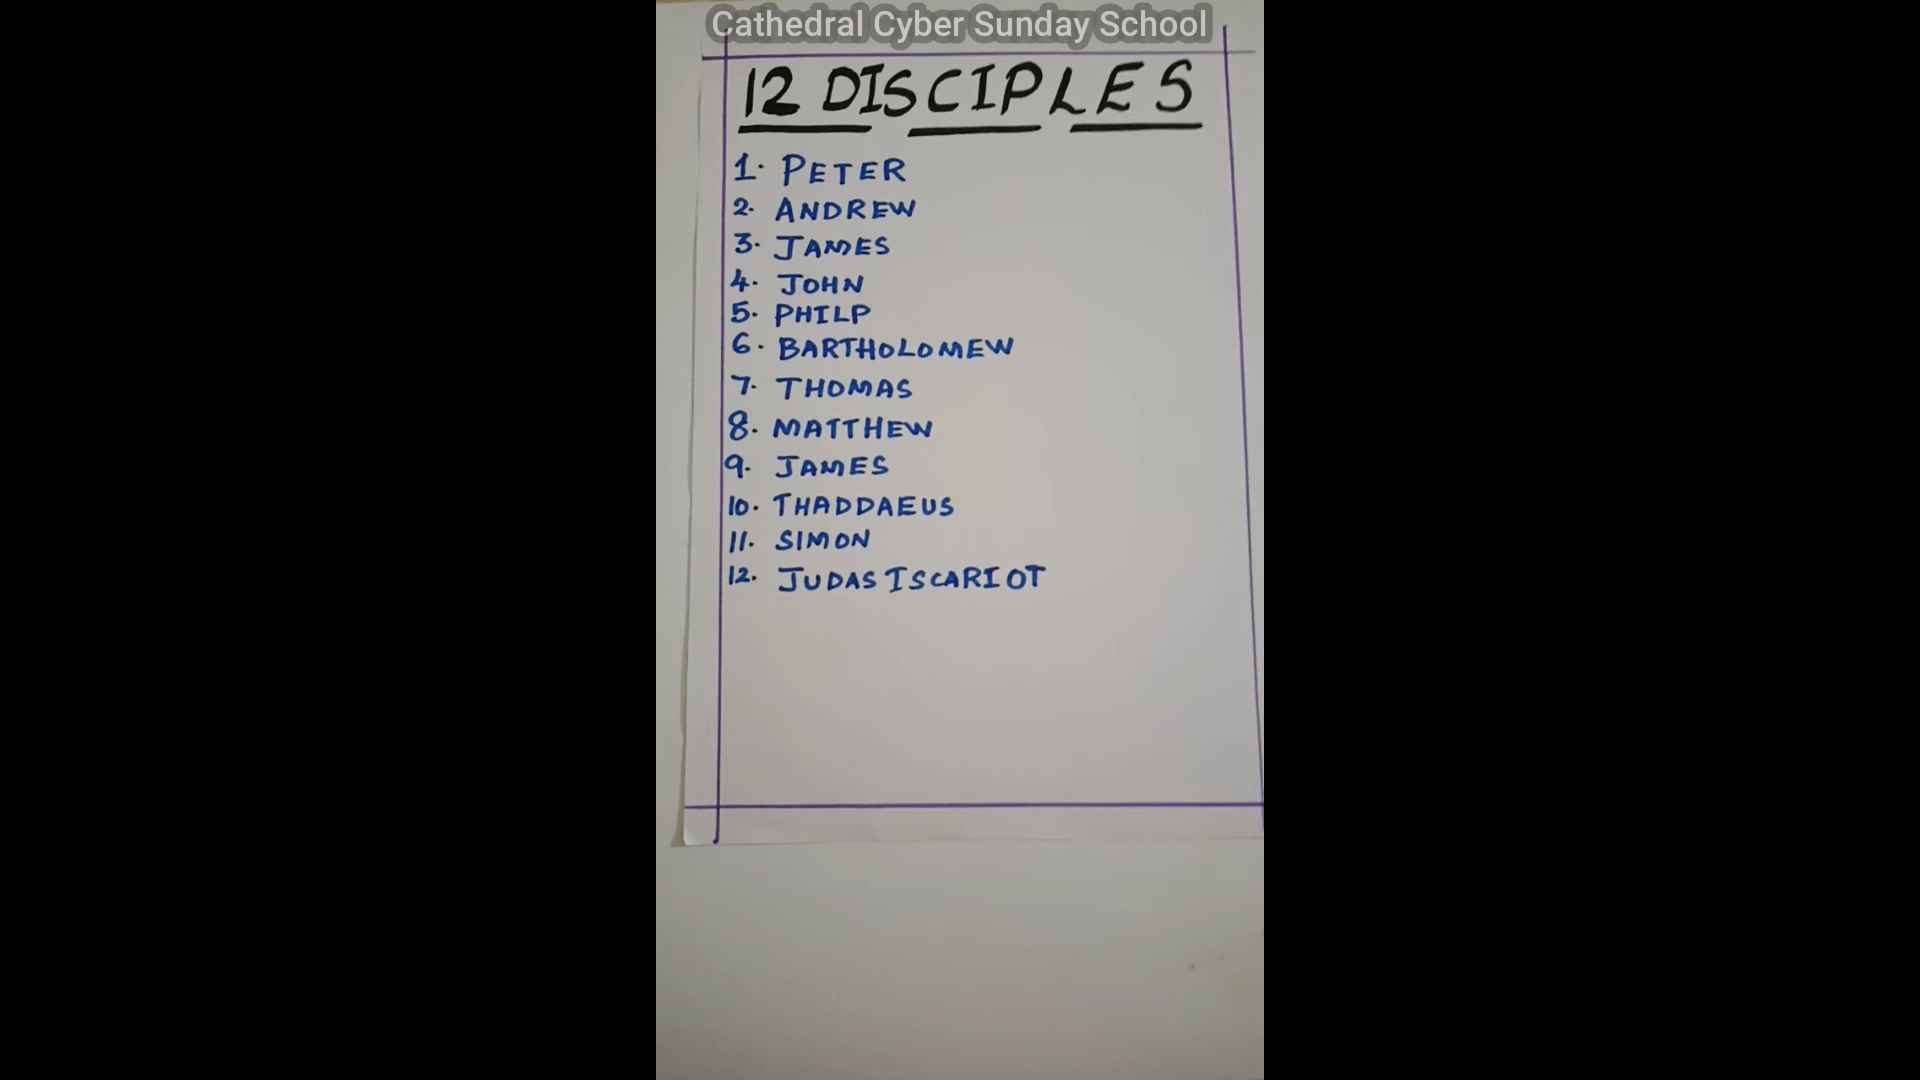 Cathedral Cyber Sunday School
12 DISCIPLES
1. PETER
2. ANDREW
3. JAMES
4. JOHN
5. PHILP
6. BARTHOLOMEW
7. THOMAS
8. MATTHEW
9. JAMES
10. THADDAEUS
11. SIMON
12. JUDAS ISCARIOT